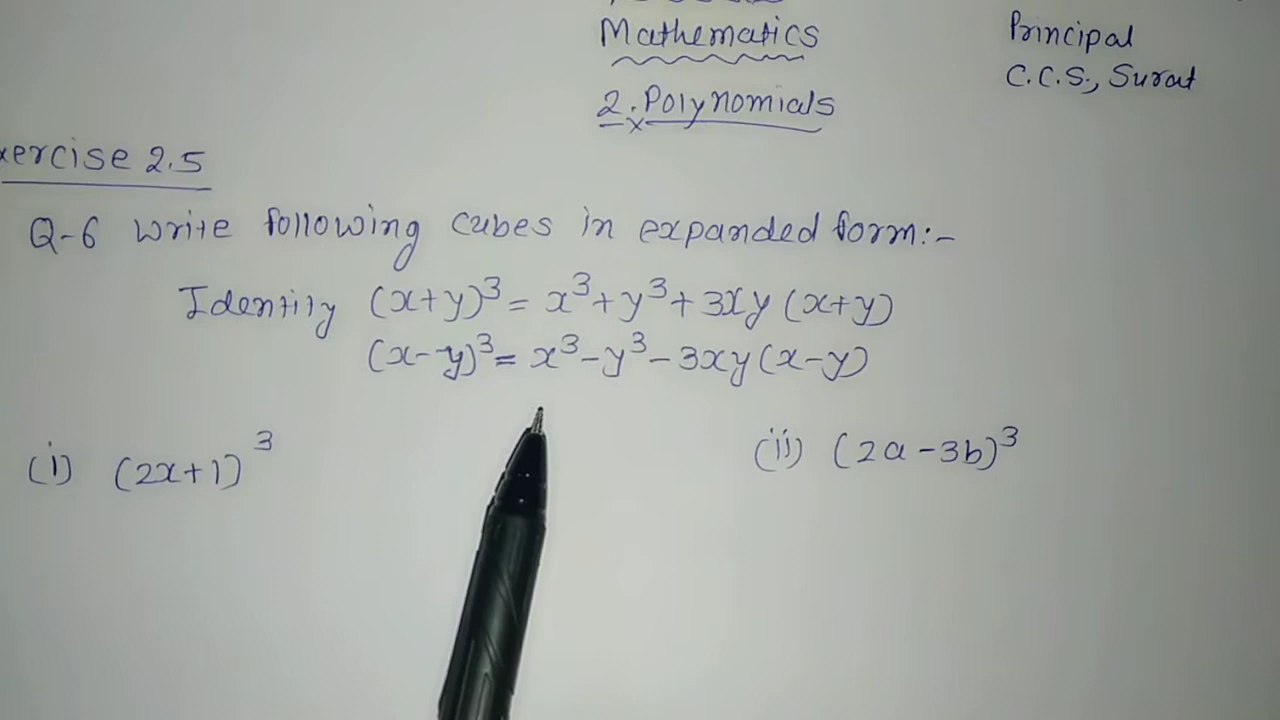 Mathematics
Principal
C.C.S., Surat
2. Polynomials
xercise 2.5
Q-6 Write following cubes in expanded form:-
Identity (x+y)³ = x³+y³+3xy(x+y)
(x-y)³ = x³-y³-3xy(x-y)
(i) (2x+1)³
(ii) (2a-3b)³